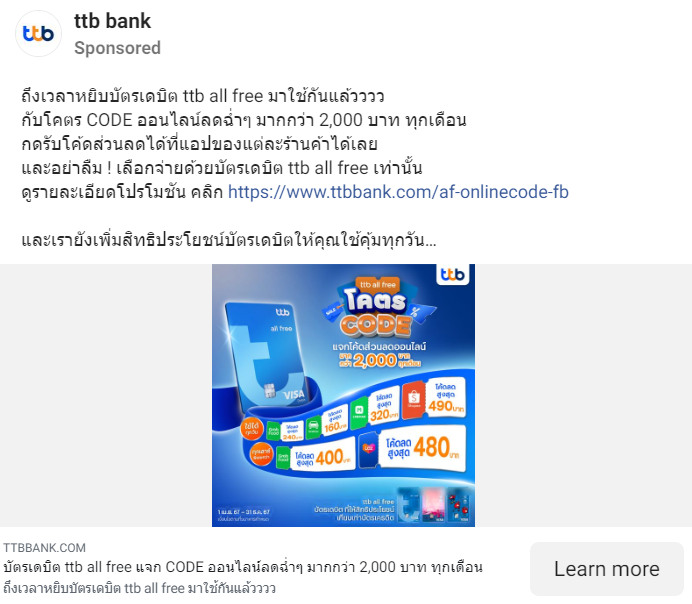 ttb
ttb bank
Sponsored
ถึงเวลาหยิบบัตรเดบิต ttb all free มาใช้กันแล้วววว
กับโคตร CODE ออนไลน์ลดฉ่ำๆ มากกว่า 2,000 บาท ทุกเดือน
กดรับโค้ดส่วนลดได้ที่แอปของแต่ละร้านค้าได้เลย
และอย่าลืม ! เลือกจ่ายด้วยบัตรเดบิต ttb all free เท่านั้น
ดูรายละเอียดโปรโมชัน คลิก https://www.ttbbank.com/af-onlinecode-fb
และเรายังเพิ่มสิทธิประโยชน์บัตรเดบิตให้คุณใช้คุ้มทุกวัน...
ttb
ttb all free
โคตร
CODE
%
แจกโค้ดส่วนลดออนไลน์
มากกว่า 2,000 บาท ทุกเดือน
ttb
all free
VISA
ใช้ได้ทุกวัน
โค้ดลดสูงสุด 240 บาท
โค้ดลดสูงสุด 160 บาท
โค้ดลดสูงสุด 320 บาท
Shopee
โค้ดลดสูงสุด 490 บาท
โค้ดลดสูงสุด 400 บาท
โค้ดลดสูงสุด 480 บาท
1 เม.ย. 67 – 31 ธ.ค. 67
ttb all free
บัตรเดบิต ที่ให้สิทธิประโยชน์
เทียบเท่าบัตรเครดิต
TTBBANK.COM
บัตรเดบิต ttb all free แจก CODE ออนไลน์ลดฉ่ำๆ มากกว่า 2,000 บาท ทุกเดือน
ถึงเวลาหยิบบัตรเดบิต ttb all free มาใช้กันแล้วววว
Learn more